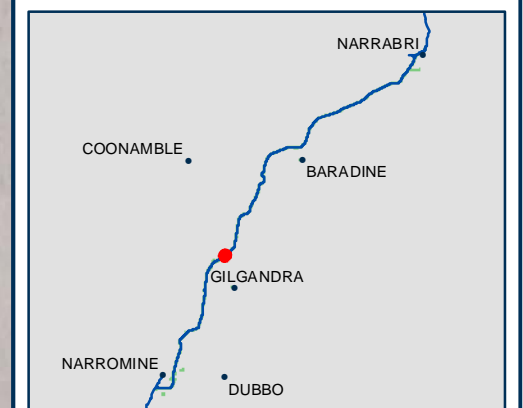 NARRABRI
COONAMBLE
BARADINE
GILGANDRA
NARROMINE
DUBBO